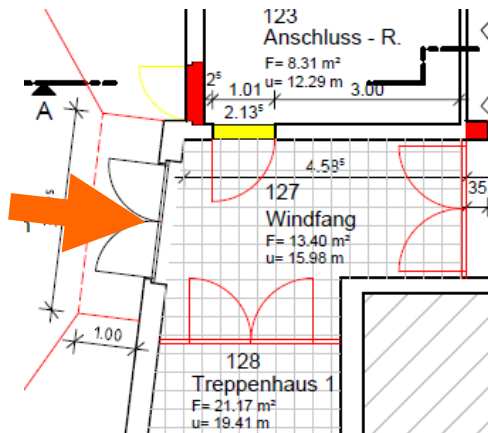 123
Anschluss - R.
F= 8.31 m²
u= 12.29 m
2⁵
1.01
3.00
2.13⁵
A
4.58⁵
127
Windfang
F= 13.40 m²
u= 15.98 m
35
1.00
128
Treppenhaus 1
F= 21.17 m²
u= 19.41 m